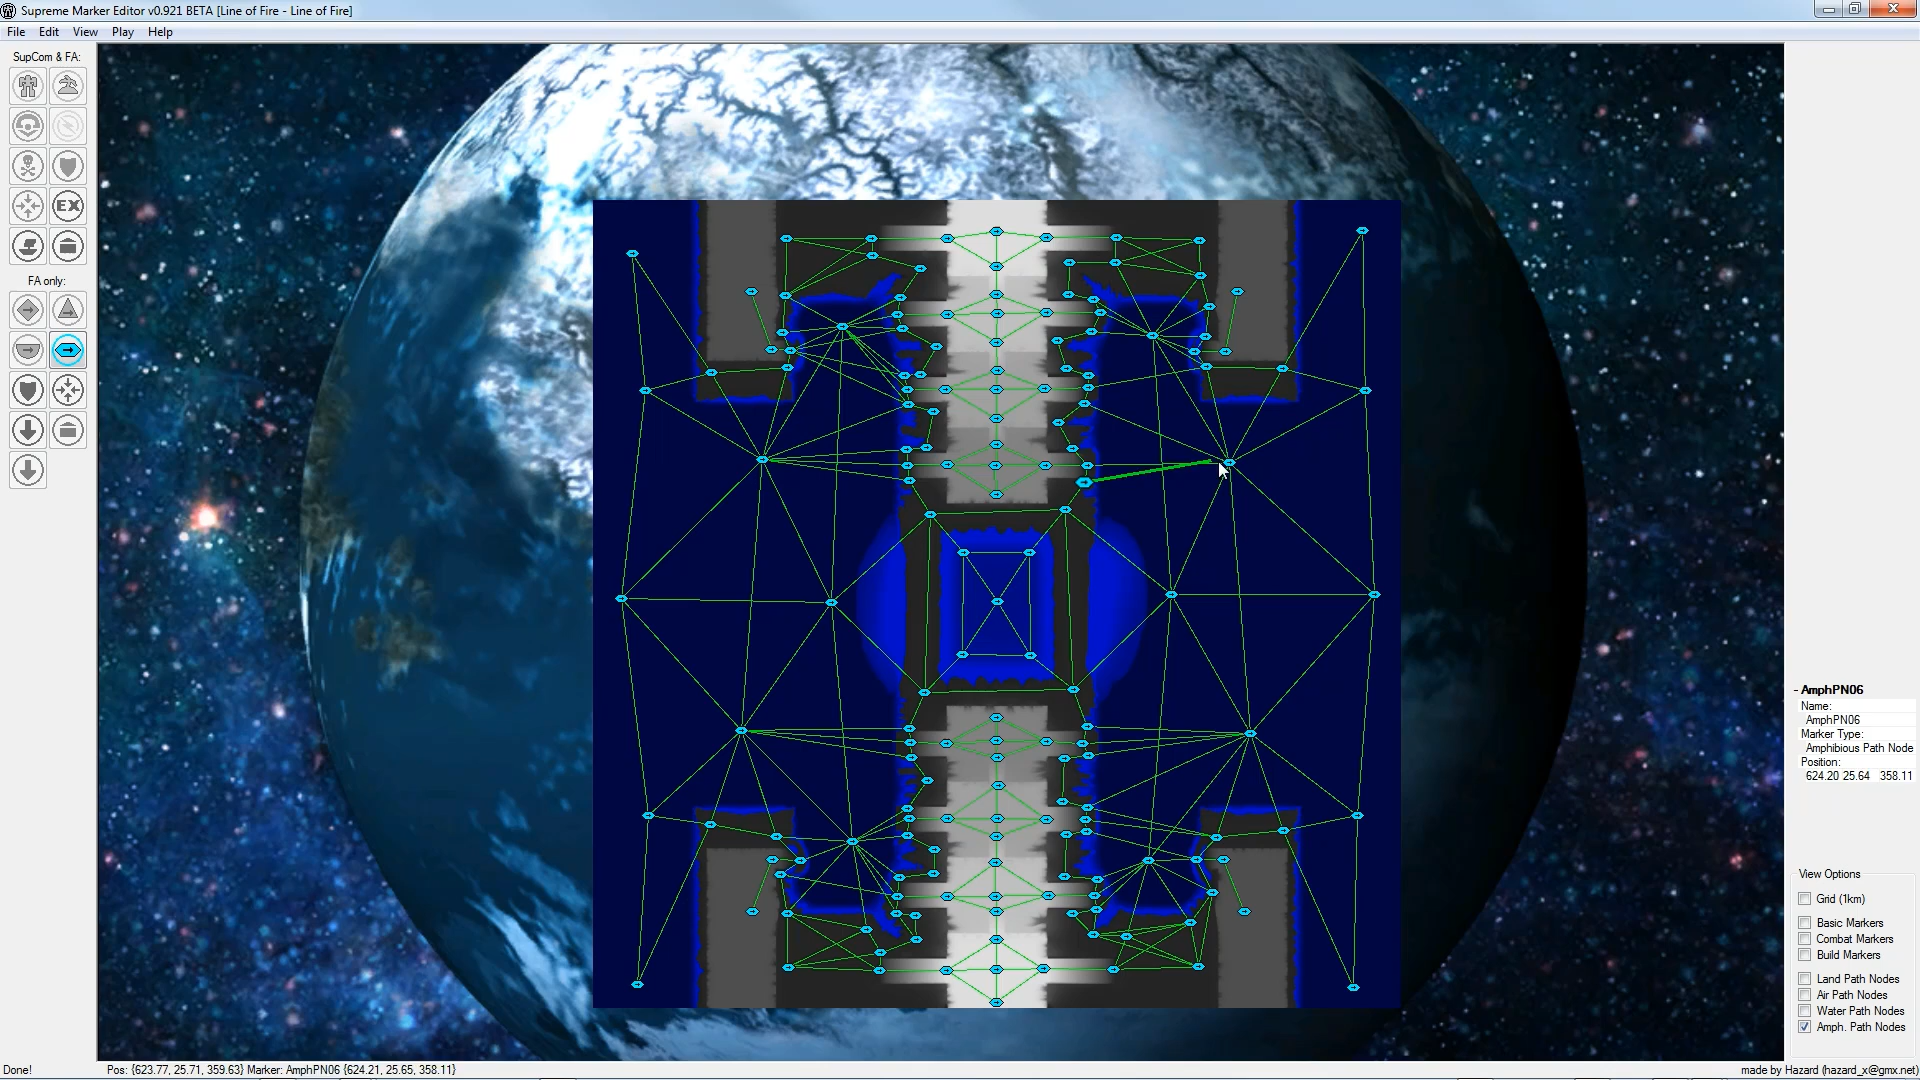 Supreme Marker Editor v0.921 BETA [Line of Fire - Line of Fire]
File Edit View Play Help
SupCom & FA:
EX
FA only:
- AmphPN06
Name:
AmphPN06
Marker Type:
Amphibious Path Node
Position:
624.20 25.64 358.11
View Options
Grid (1km)
Basic Markers
Combat Markers
Build Markers
Land Path Nodes
Air Path Nodes
Water Path Nodes
Amph. Path Nodes
Done! Pos: {623.77, 25.71, 359.63} Marker: AmphPN06 {624.21, 25.65, 358.11} made by Hazard (hazard_x@gmx.net)